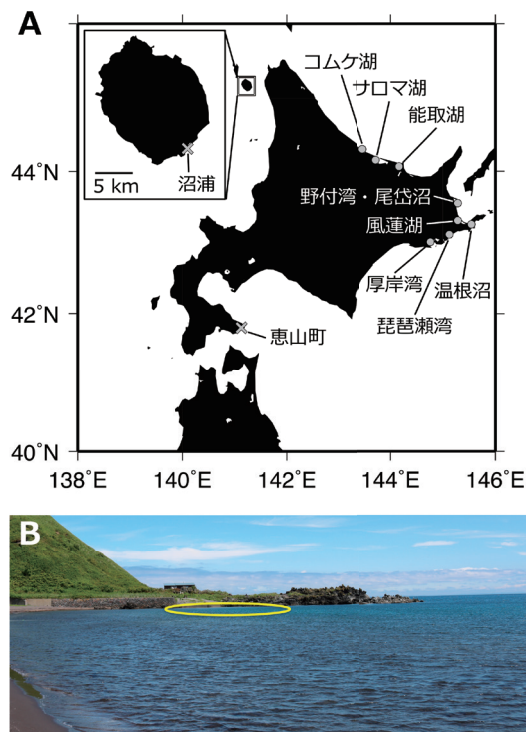 A
コムケ湖
サロマ湖
能取湖
44°N
5 km
沼浦
野付湾・尾岱沼
風蓮湖
厚岸湾
温根沼
琵琶瀬湾
42°N
恵山町
40°N
138°E
140°E
142°E
144°E
146°E
B